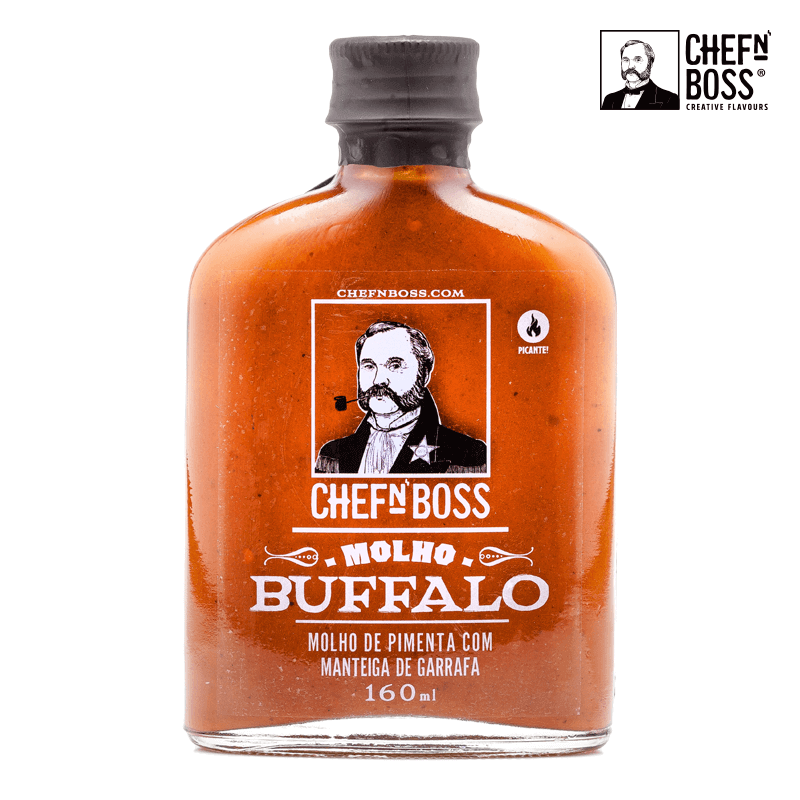 CHEFN'
BOSS®
CREATIVE FLAVOURS
CHEFNBOSS.COM
PICANTE!
CHEFN'BOSS
MOLHO
BUFFALO
MOLHO DE PIMENTA COM
MANTEIGA DE GARRAFA
160ml